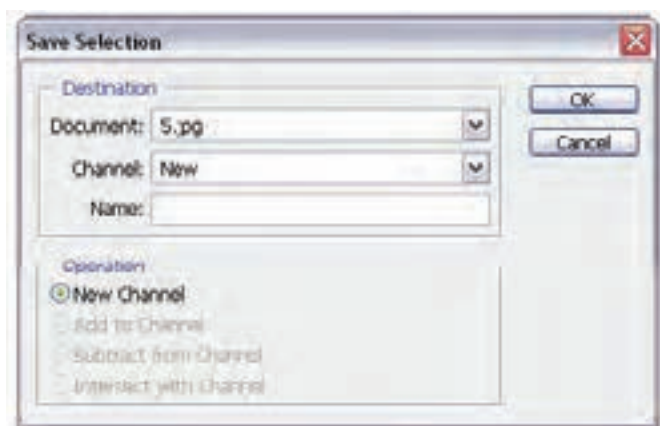 Save Selection
Destination
Document: 5.jpg
OK
Channel: New
Cancel
Name:
Operation
New Channel
Add to Channel
Subtract from Channel
Intersect with Channel